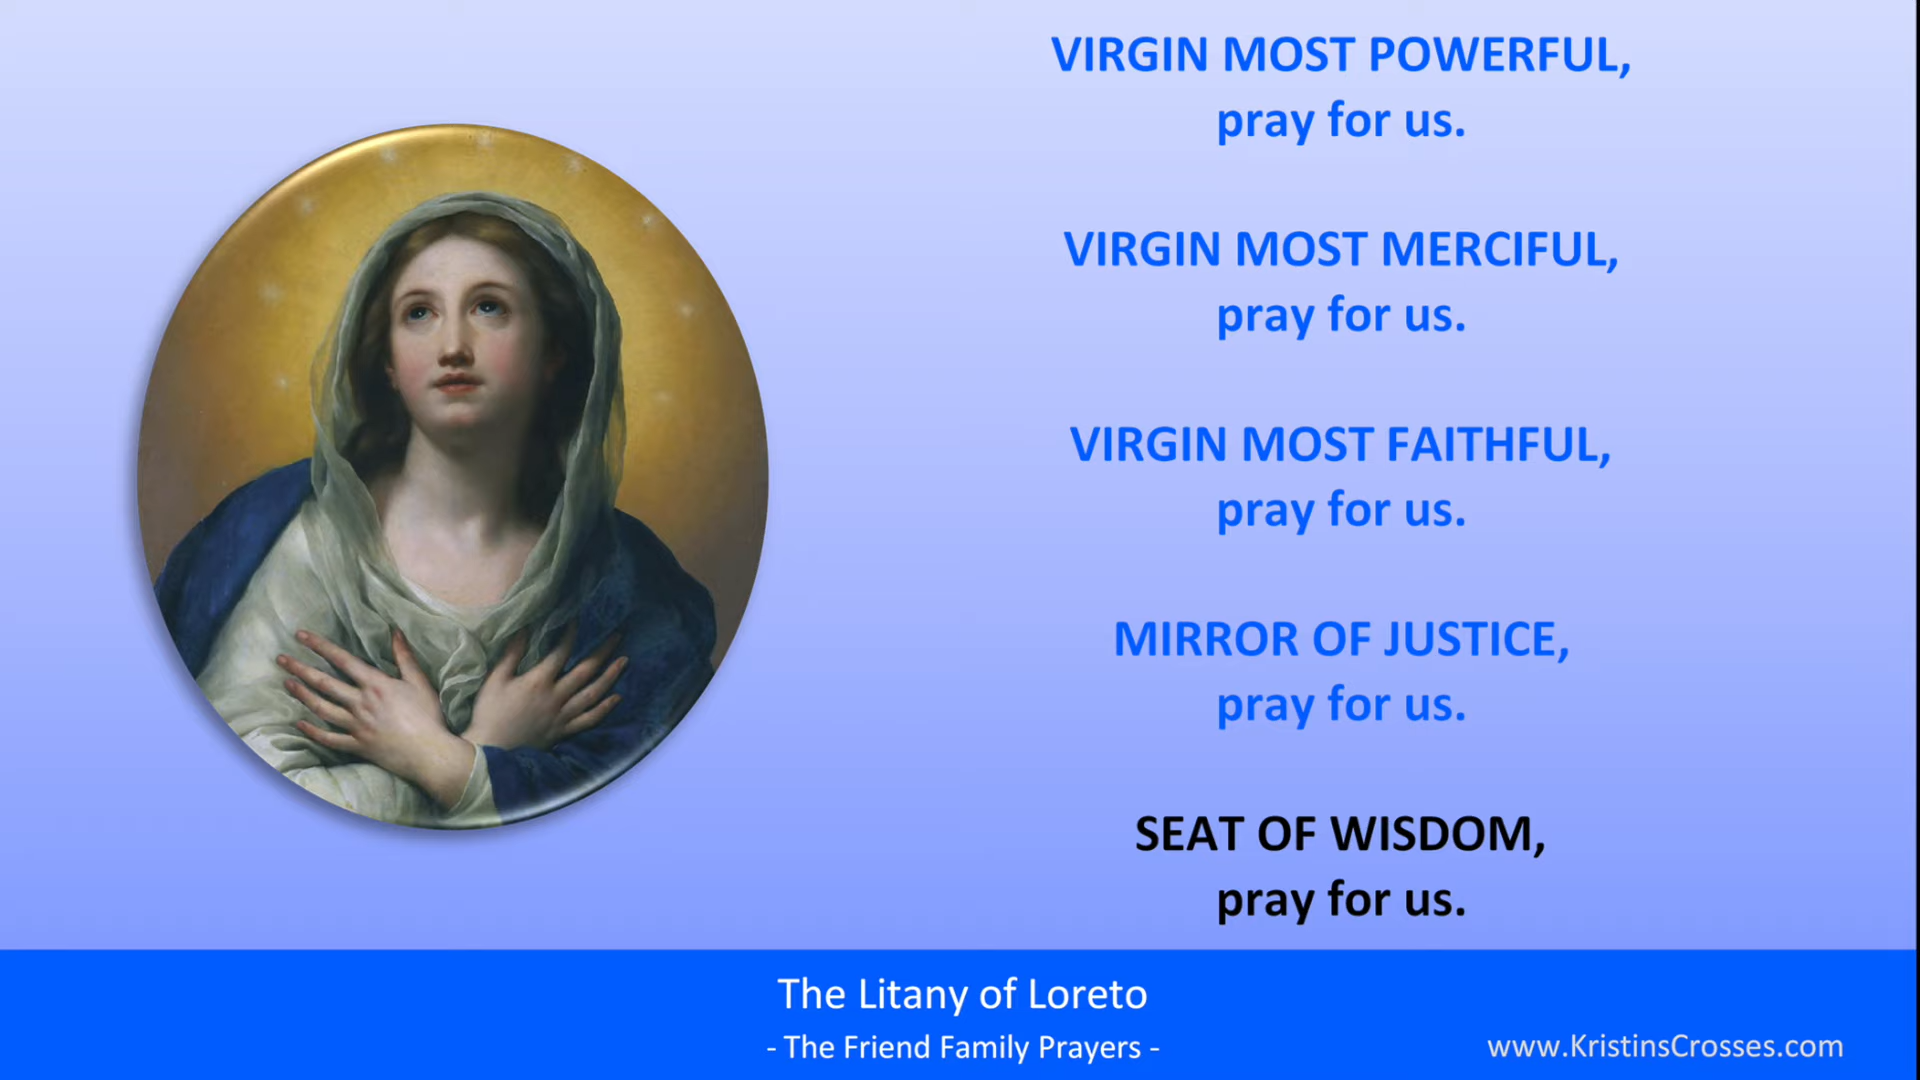 VIRGIN MOST POWERFUL,
pray for us.
VIRGIN MOST MERCIFUL,
pray for us.
VIRGIN MOST FAITHFUL,
pray for us.
MIRROR OF JUSTICE,
pray for us.
SEAT OF WISDOM,
pray for us.
The Litany of Loreto
- The Friend Family Prayers -
www.KristinsCrosses.com